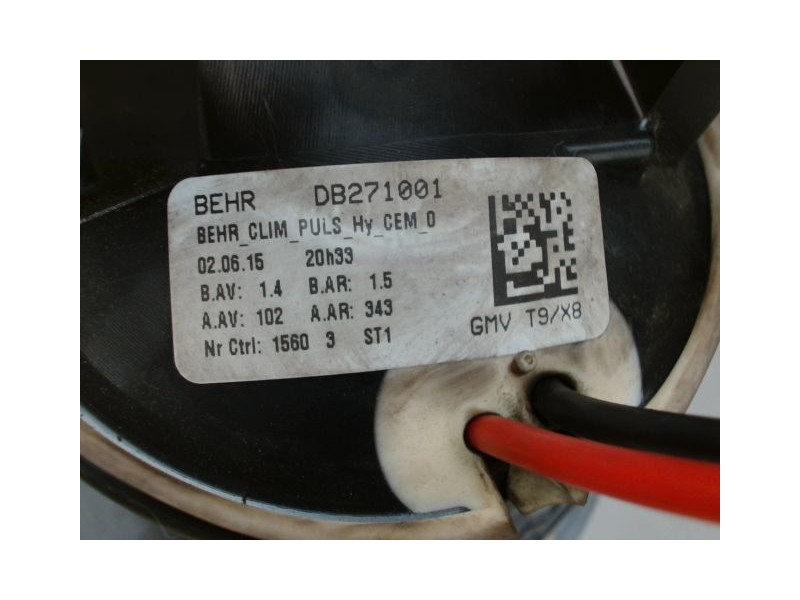 BEHR DB271001
BEHR_CLIM_PULS_Hy_CEM_0
02.06.15 20h33
B.AV: 1.4 B.AR: 1.5
A.AV: 102 A.AR: 343
Nr Ctrl: 1560 3 ST1
GMV T9/X8